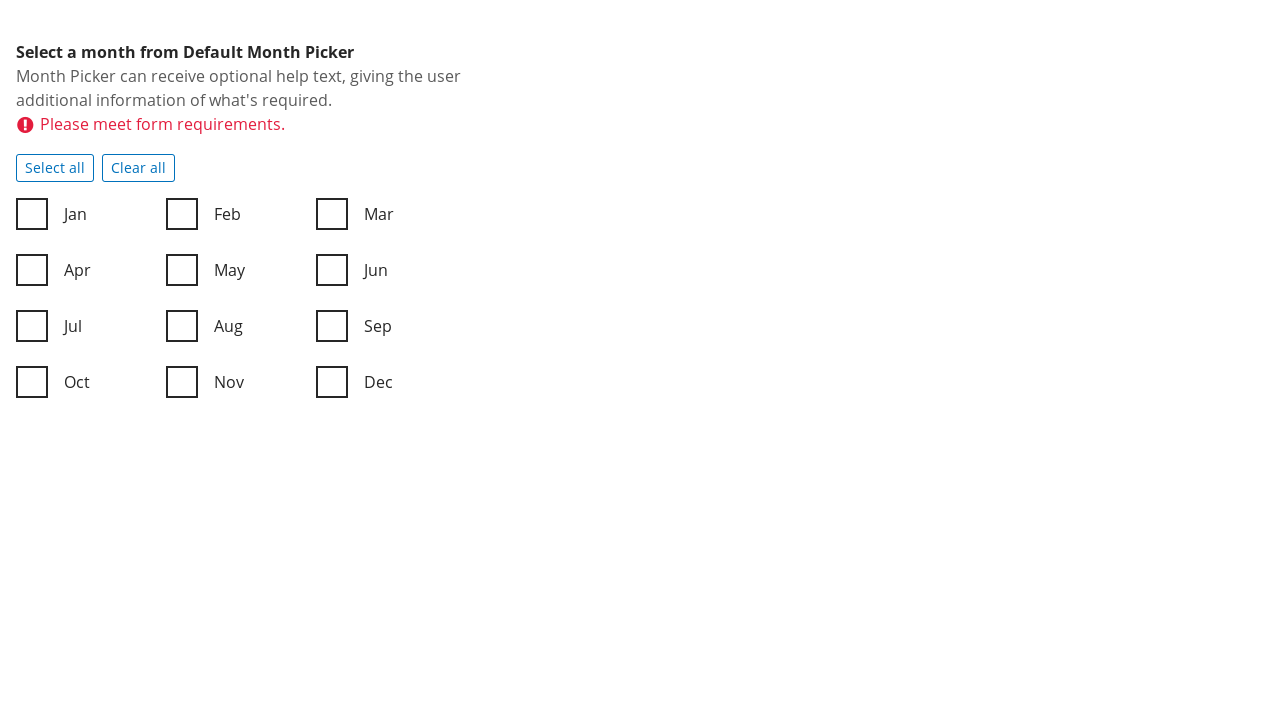 Select a month from Default Month Picker
Month Picker can receive optional help text, giving the user
additional information of what's required.
Please meet form requirements.
Select all Clear all
Jan Feb Mar
Apr May Jun
Jul Aug Sep
Oct Nov Dec